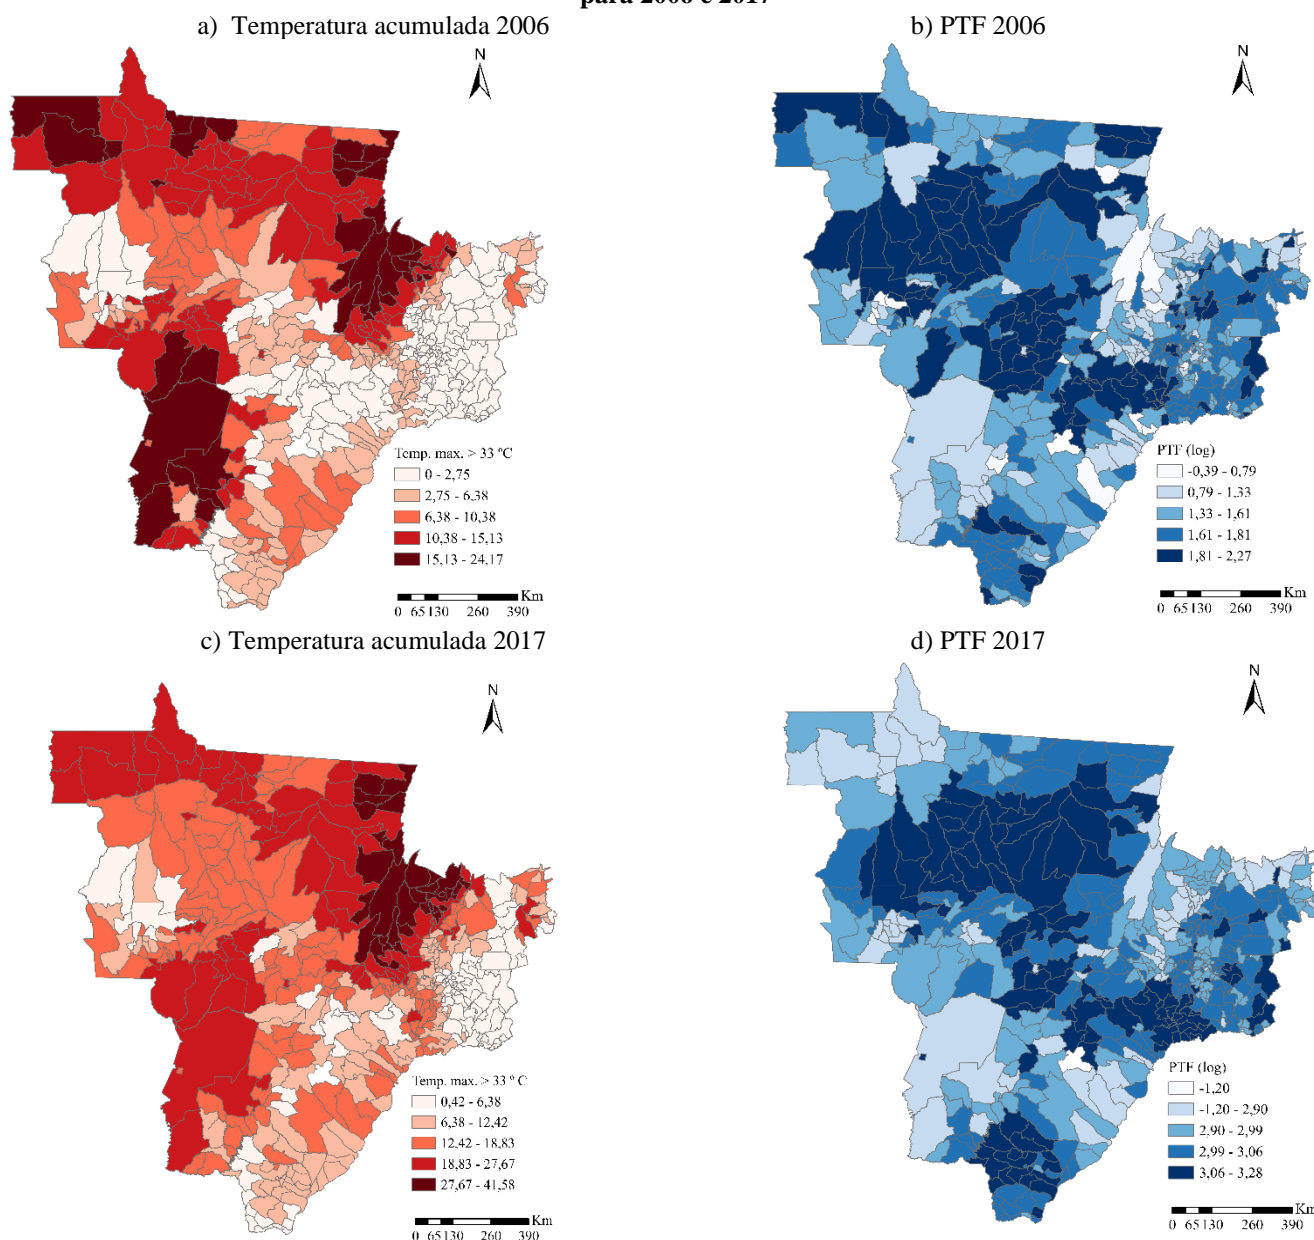 para 2006 e 2017
a) Temperatura acumulada 2006
N
Temp. max. > 33 ºC
0 - 2,75
2,75 - 6,38
6,38 - 10,38
10,38 - 15,13
15,13 - 24,17
Km
0 65 130 260 390
b) PTF 2006
N
PTF (log)
-0,39 - 0,79
0,79 - 1,33
1,33 - 1,61
1,61 - 1,81
1,81 - 2,27
Km
0 65 130 260 390
c) Temperatura acumulada 2017
N
Temp. max. > 33 º C
0,42 - 6,38
6,38 - 12,42
12,42 - 18,83
18,83 - 27,67
27,67 - 41,58
Km
0 65 130 260 390
d) PTF 2017
N
PTF (log)
-1,20
-1,20 - 2,90
2,90 - 2,99
2,99 - 3,06
3,06 - 3,28
Km
0 65 130 260 390